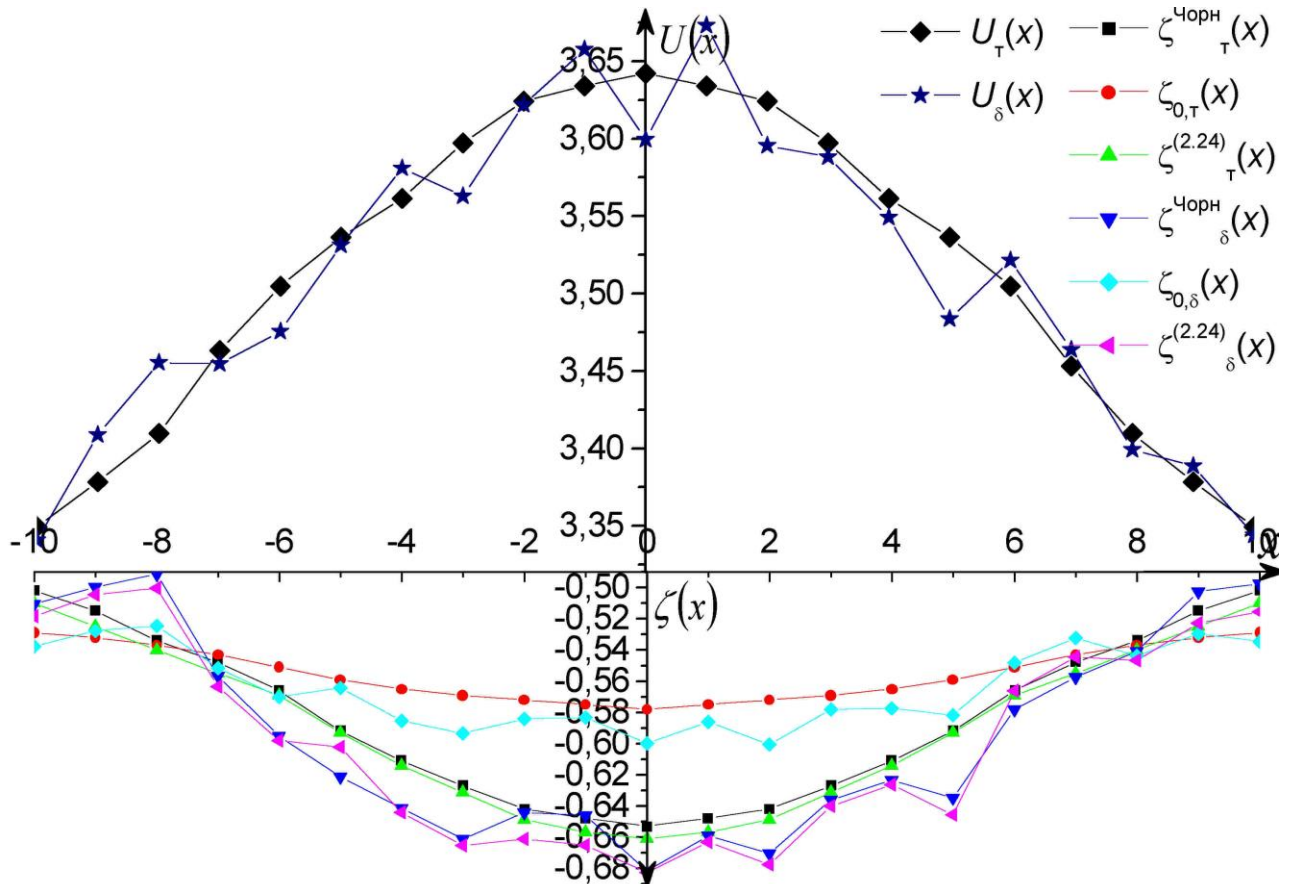 U(x)
3,65
3,60
3,55
3,50
3,45
3,40
3,35
U_т(x)
U_δ(x)
ζ^Чорн_т(x)
ζ_0,т(x)
ζ^(2.24)_т(x)
ζ^Чорн_δ(x)
ζ_0,δ(x)
ζ^(2.24)_δ(x)
-10 -8 -6 -4 -2 0 2 4 6 8 10 x
ζ(x)
-0,50
-0,52
-0,54
-0,56
-0,58
-0,60
-0,62
-0,64
-0,66
-0,68